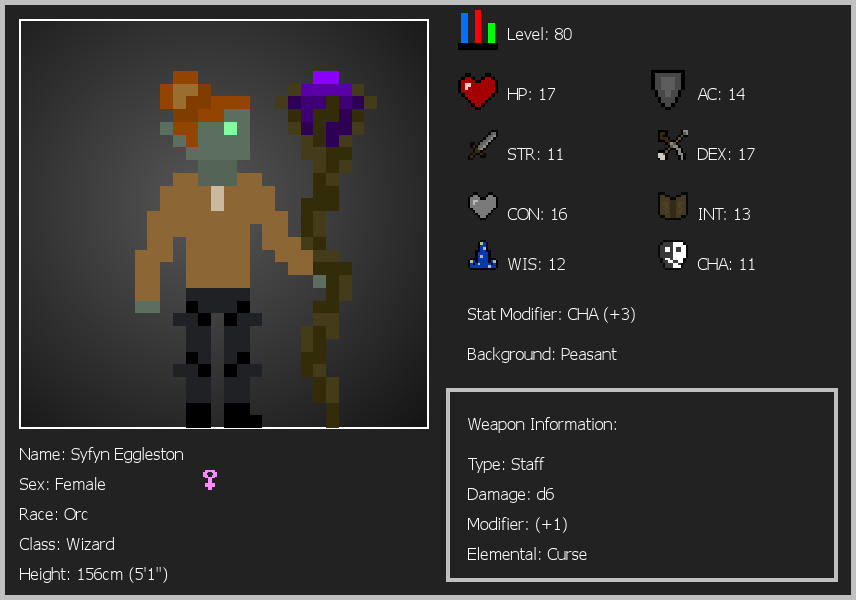 Level: 80
HP: 17
AC: 14
STR: 11
DEX: 17
CON: 16
INT: 13
WIS: 12
CHA: 11
Stat Modifier: CHA (+3)
Background: Peasant
Weapon Information:
Type: Staff
Damage: d6
Modifier: (+1)
Elemental: Curse
Name: Syfyn Eggleston
Sex: Female
Race: Orc
Class: Wizard
Height: 156cm (5'1")